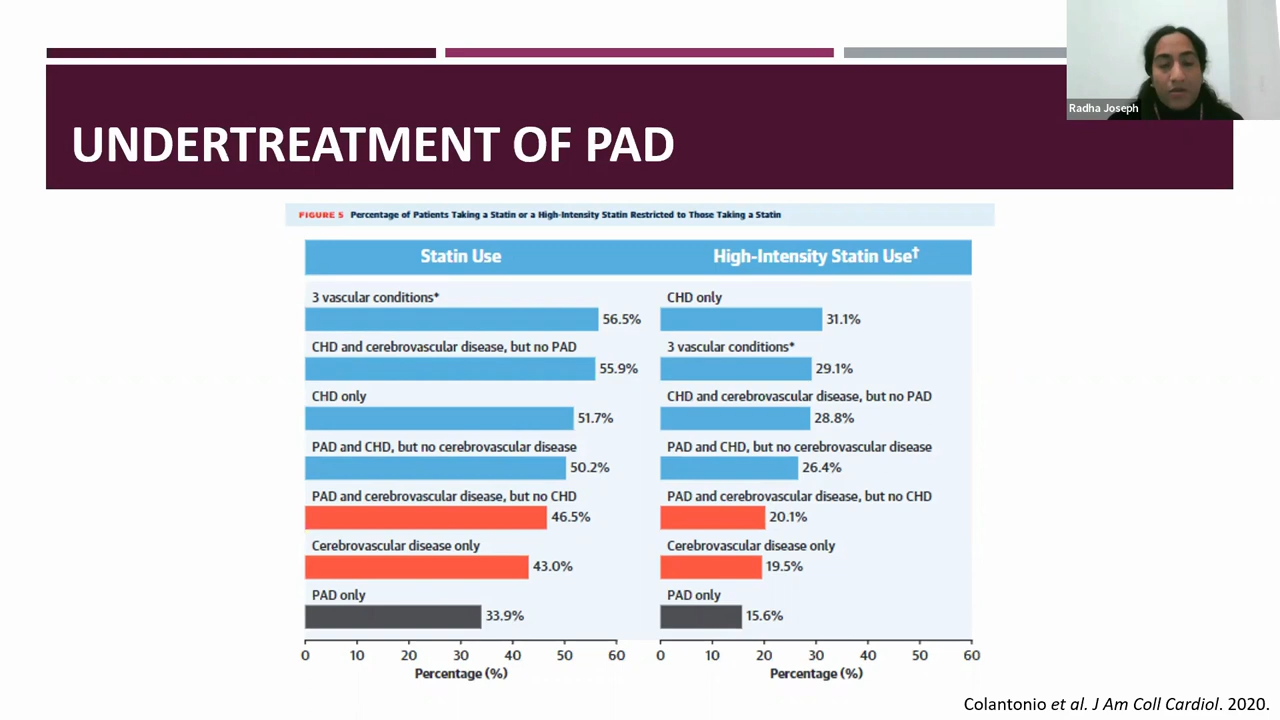 Radha Joseph
UNDERTREATMENT OF PAD
FIGURE 5 Percentage of Patients Taking a Statin or a High-Intensity Statin Restricted to Those Taking a Statin
Statin Use
3 vascular conditions*
56.5%
CHD and cerebrovascular disease, but no PAD
55.9%
CHD only
51.7%
PAD and CHD, but no cerebrovascular disease
50.2%
PAD and cerebrovascular disease, but no CHD
46.5%
Cerebrovascular disease only
43.0%
PAD only
33.9%
0 10 20 30 40 50 60
Percentage (%)
High-Intensity Statin Use†
CHD only
31.1%
3 vascular conditions*
29.1%
CHD and cerebrovascular disease, but no PAD
28.8%
PAD and CHD, but no cerebrovascular disease
26.4%
PAD and cerebrovascular disease, but no CHD
20.1%
Cerebrovascular disease only
19.5%
PAD only
15.6%
0 10 20 30 40 50 60
Percentage (%)
Colantonio et al. J Am Coll Cardiol. 2020.